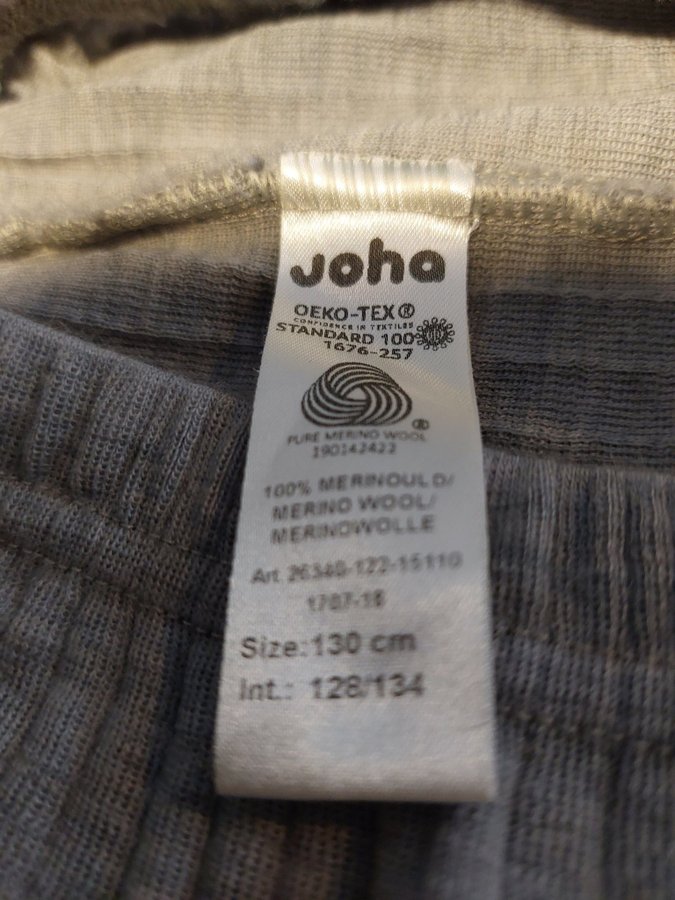 Joha
OEKO-TEX®
CONFIDENCE IN TEXTILES
STANDARD 100
1676-257
PURE MERINO WOOL
190142422
100% MERINOULD/
MERINO WOOL/
MERINOWOLLE
Art. 26340-122-15110
1707-18
Size: 130 cm
Int.: 128/134